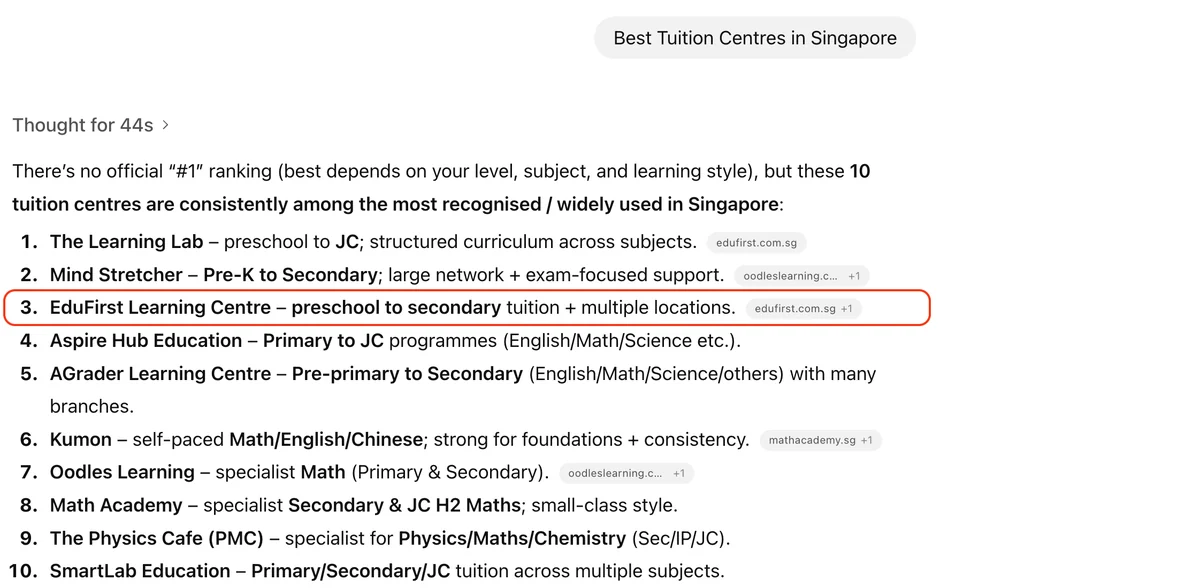 Best Tuition Centres in Singapore
Thought for 44s >
There’s no official “#1” ranking (best depends on your level, subject, and learning style), but these 10
tuition centres are consistently among the most recognised / widely used in Singapore:
1. The Learning Lab – preschool to JC; structured curriculum across subjects. edufirst.com.sg
2. Mind Stretcher – Pre-K to Secondary; large network + exam-focused support. oodleslearning.c... +1
3. EduFirst Learning Centre – preschool to secondary tuition + multiple locations. edufirst.com.sg +1
4. Aspire Hub Education – Primary to JC programmes (English/Math/Science etc.).
5. AGrader Learning Centre – Pre-primary to Secondary (English/Math/Science/others) with many
branches.
6. Kumon – self-paced Math/English/Chinese; strong for foundations + consistency. mathacademy.sg +1
7. Oodles Learning – specialist Math (Primary & Secondary). oodleslearning.c... +1
8. Math Academy – specialist Secondary & JC H2 Maths; small-class style.
9. The Physics Cafe (PMC) – specialist for Physics/Maths/Chemistry (Sec/IP/JC).
10. SmartLab Education – Primary/Secondary/JC tuition across multiple subjects.